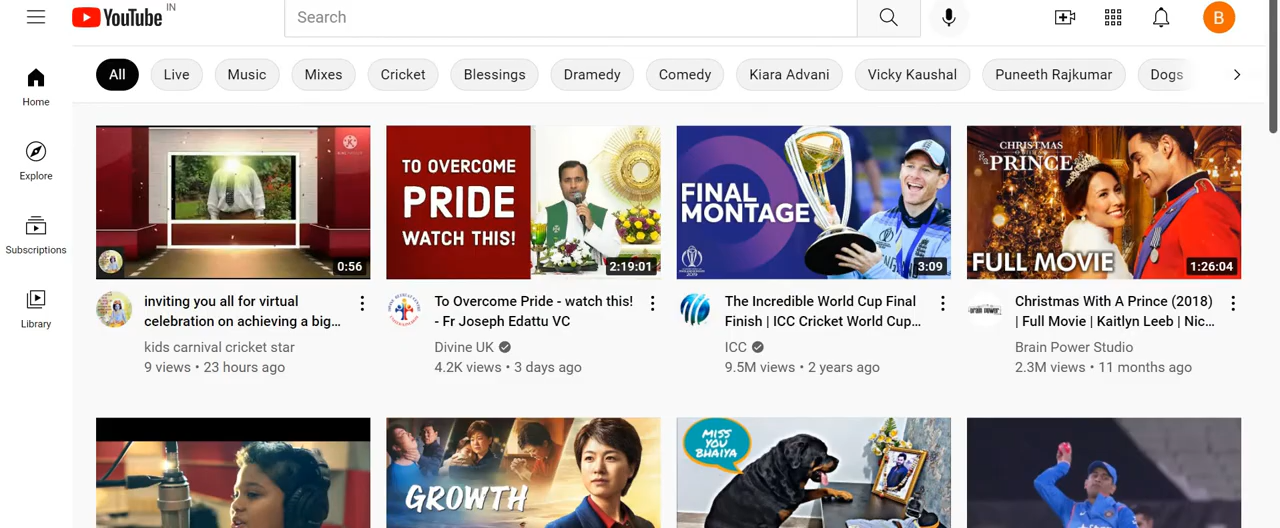 YouTube IN
Search
B
All
Live
Music
Mixes
Cricket
Blessings
Dramedy
Comedy
Kiara Advani
Vicky Kaushal
Puneeth Rajkumar
Dogs
Home
Explore
Subscriptions
Library
0:56
TO OVERCOME
PRIDE
WATCH THIS!
2:19:01
FINAL
MONTAGE
3:09
CHRISTMAS
WITH A
PRINCE
FULL MOVIE
1:26:04
inviting you all for virtual
celebration on achieving a big...
kids carnival cricket star
9 views • 23 hours ago
To Overcome Pride - watch this!
- Fr Joseph Edattu VC
Divine UK
4.2K views • 3 days ago
The Incredible World Cup Final
Finish | ICC Cricket World Cup...
ICC
9.5M views • 2 years ago
Christmas With A Prince (2018)
| Full Movie | Kaitlyn Leeb | Nic...
Brain Power Studio
2.3M views • 11 months ago
GROWTH
MISS
YOU
BHAIYA